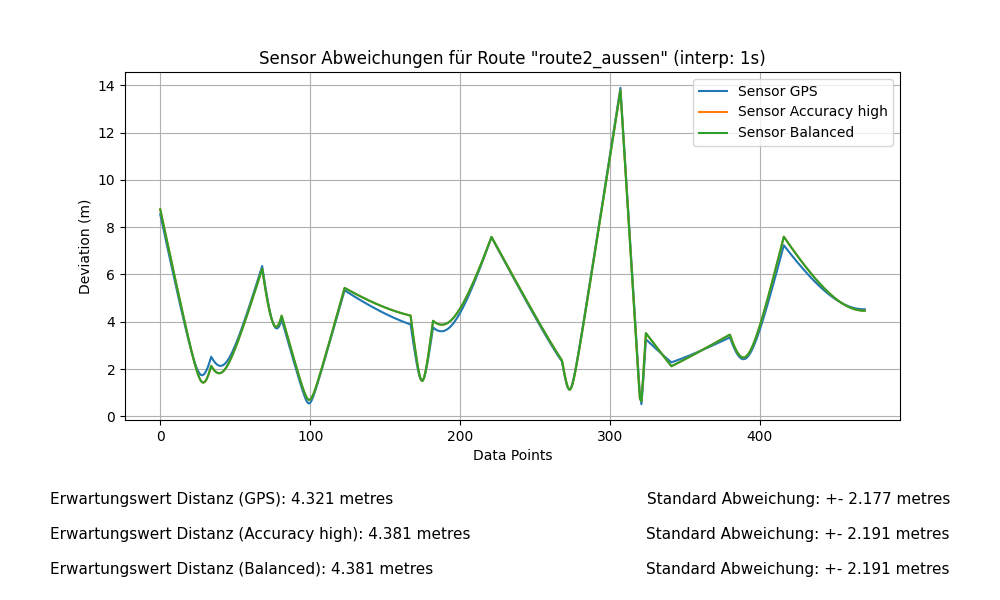 Sensor Abweichungen für Route "route2_aussen" (interp: 1s)
Sensor GPS
Sensor Accuracy high
Sensor Balanced
Deviation (m)
14
12
10
8
6
4
2
0
0 100 200 300 400
Data Points
Erwartungswert Distanz (GPS): 4.321 metres Standard Abweichung: +- 2.177 metres
Erwartungswert Distanz (Accuracy high): 4.381 metres Standard Abweichung: +- 2.191 metres
Erwartungswert Distanz (Balanced): 4.381 metres Standard Abweichung: +- 2.191 metres